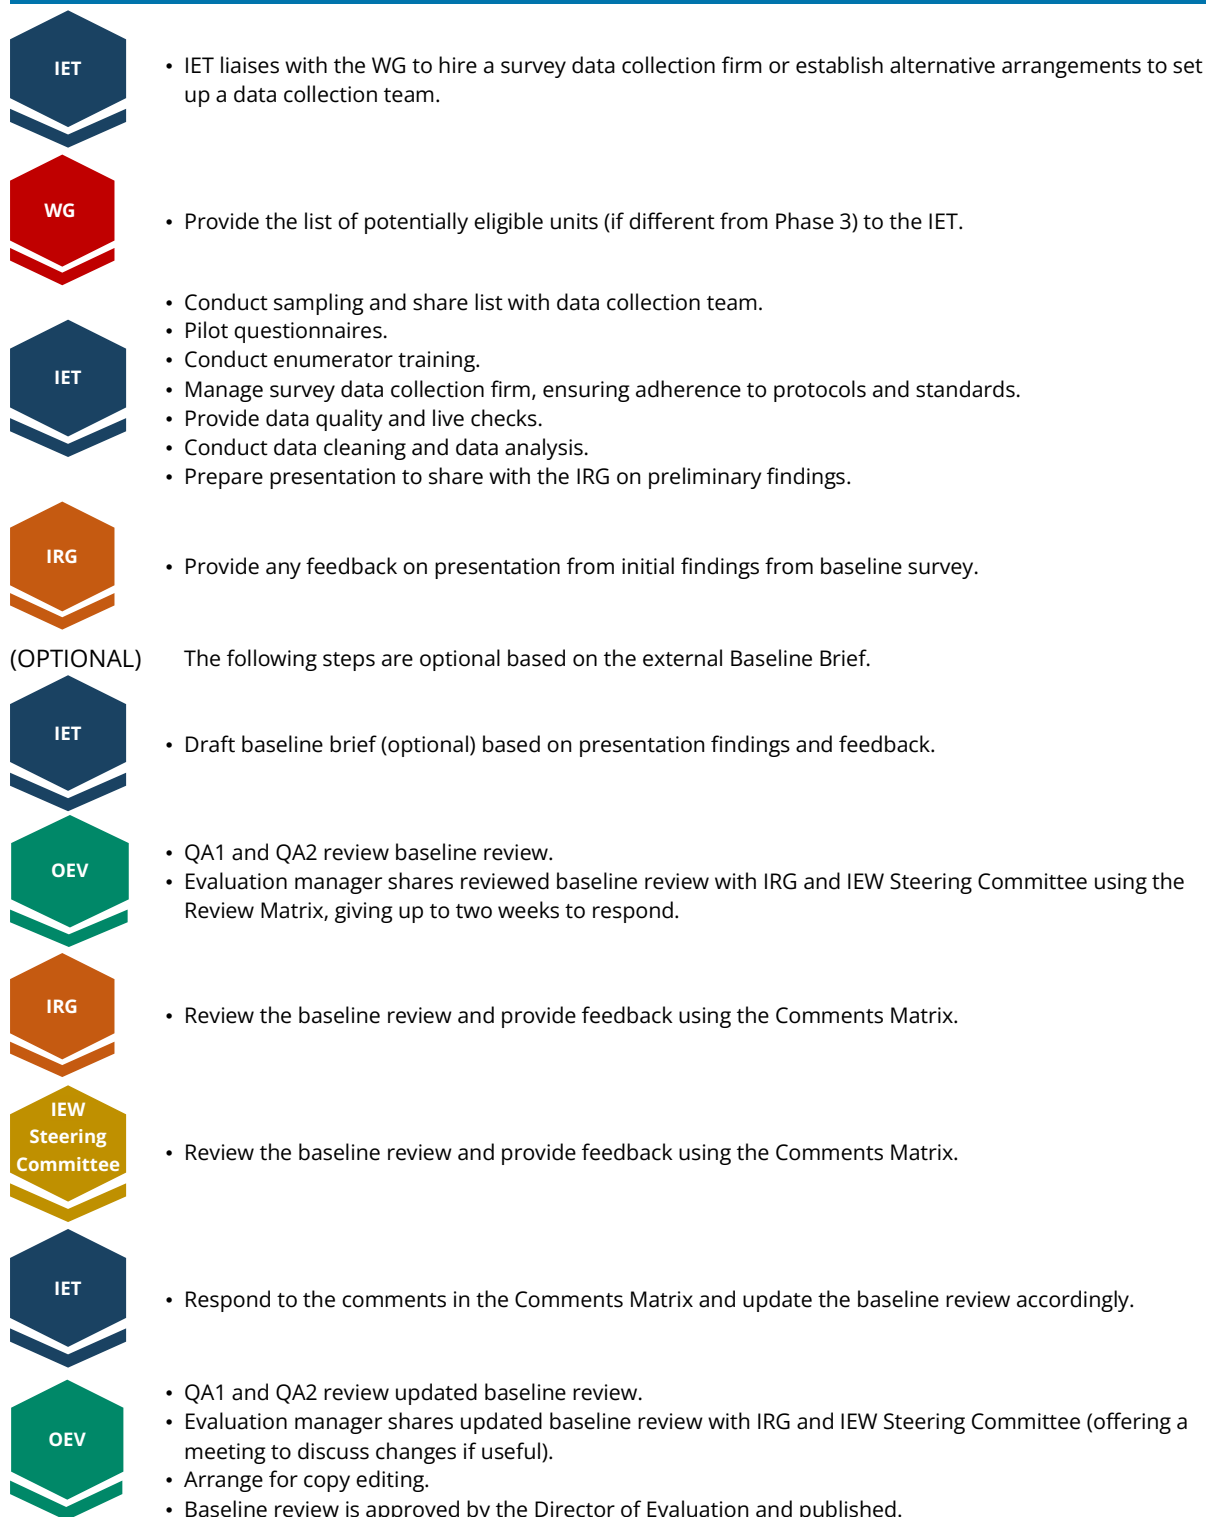 IET
• IET liaises with the WG to hire a survey data collection firm or establish alternative arrangements to set
up a data collection team.
WG
• Provide the list of potentially eligible units (if different from Phase 3) to the IET.
IET
• Conduct sampling and share list with data collection team.
• Pilot questionnaires.
• Conduct enumerator training.
• Manage survey data collection firm, ensuring adherence to protocols and standards.
• Provide data quality and live checks.
• Conduct data cleaning and data analysis.
• Prepare presentation to share with the IRG on preliminary findings.
IRG
• Provide any feedback on presentation from initial findings from baseline survey.
(OPTIONAL) The following steps are optional based on the external Baseline Brief.
IET
• Draft baseline brief (optional) based on presentation findings and feedback.
OEV
• QA1 and QA2 review baseline review.
• Evaluation manager shares reviewed baseline review with IRG and IEW Steering Committee using the
Review Matrix, giving up to two weeks to respond.
IRG
• Review the baseline review and provide feedback using the Comments Matrix.
IEW
Steering
Committee
• Review the baseline review and provide feedback using the Comments Matrix.
IET
• Respond to the comments in the Comments Matrix and update the baseline review accordingly.
OEV
• QA1 and QA2 review updated baseline review.
• Evaluation manager shares updated baseline review with IRG and IEW Steering Committee (offering a
meeting to discuss changes if useful).
• Arrange for copy editing.
• Baseline review is approved by the Director of Evaluation and published.